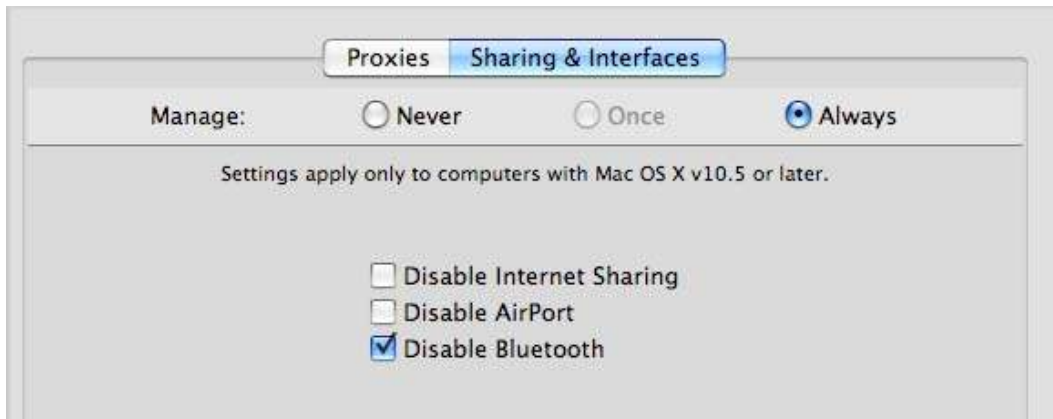 Proxies Sharing & Interfaces
Manage: Never Once Always
Settings apply only to computers with Mac OS X v10.5 or later.
Disable Internet Sharing
Disable AirPort
Disable Bluetooth